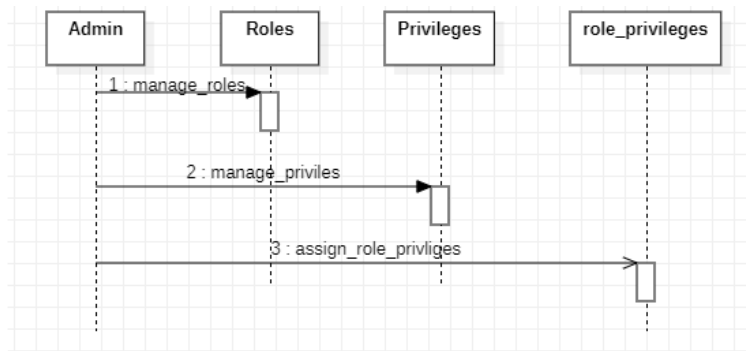 Admin
Roles
Privileges
role_privileges
1 : manage_roles
2 : manage_priviles
3 : assign_role_privliges